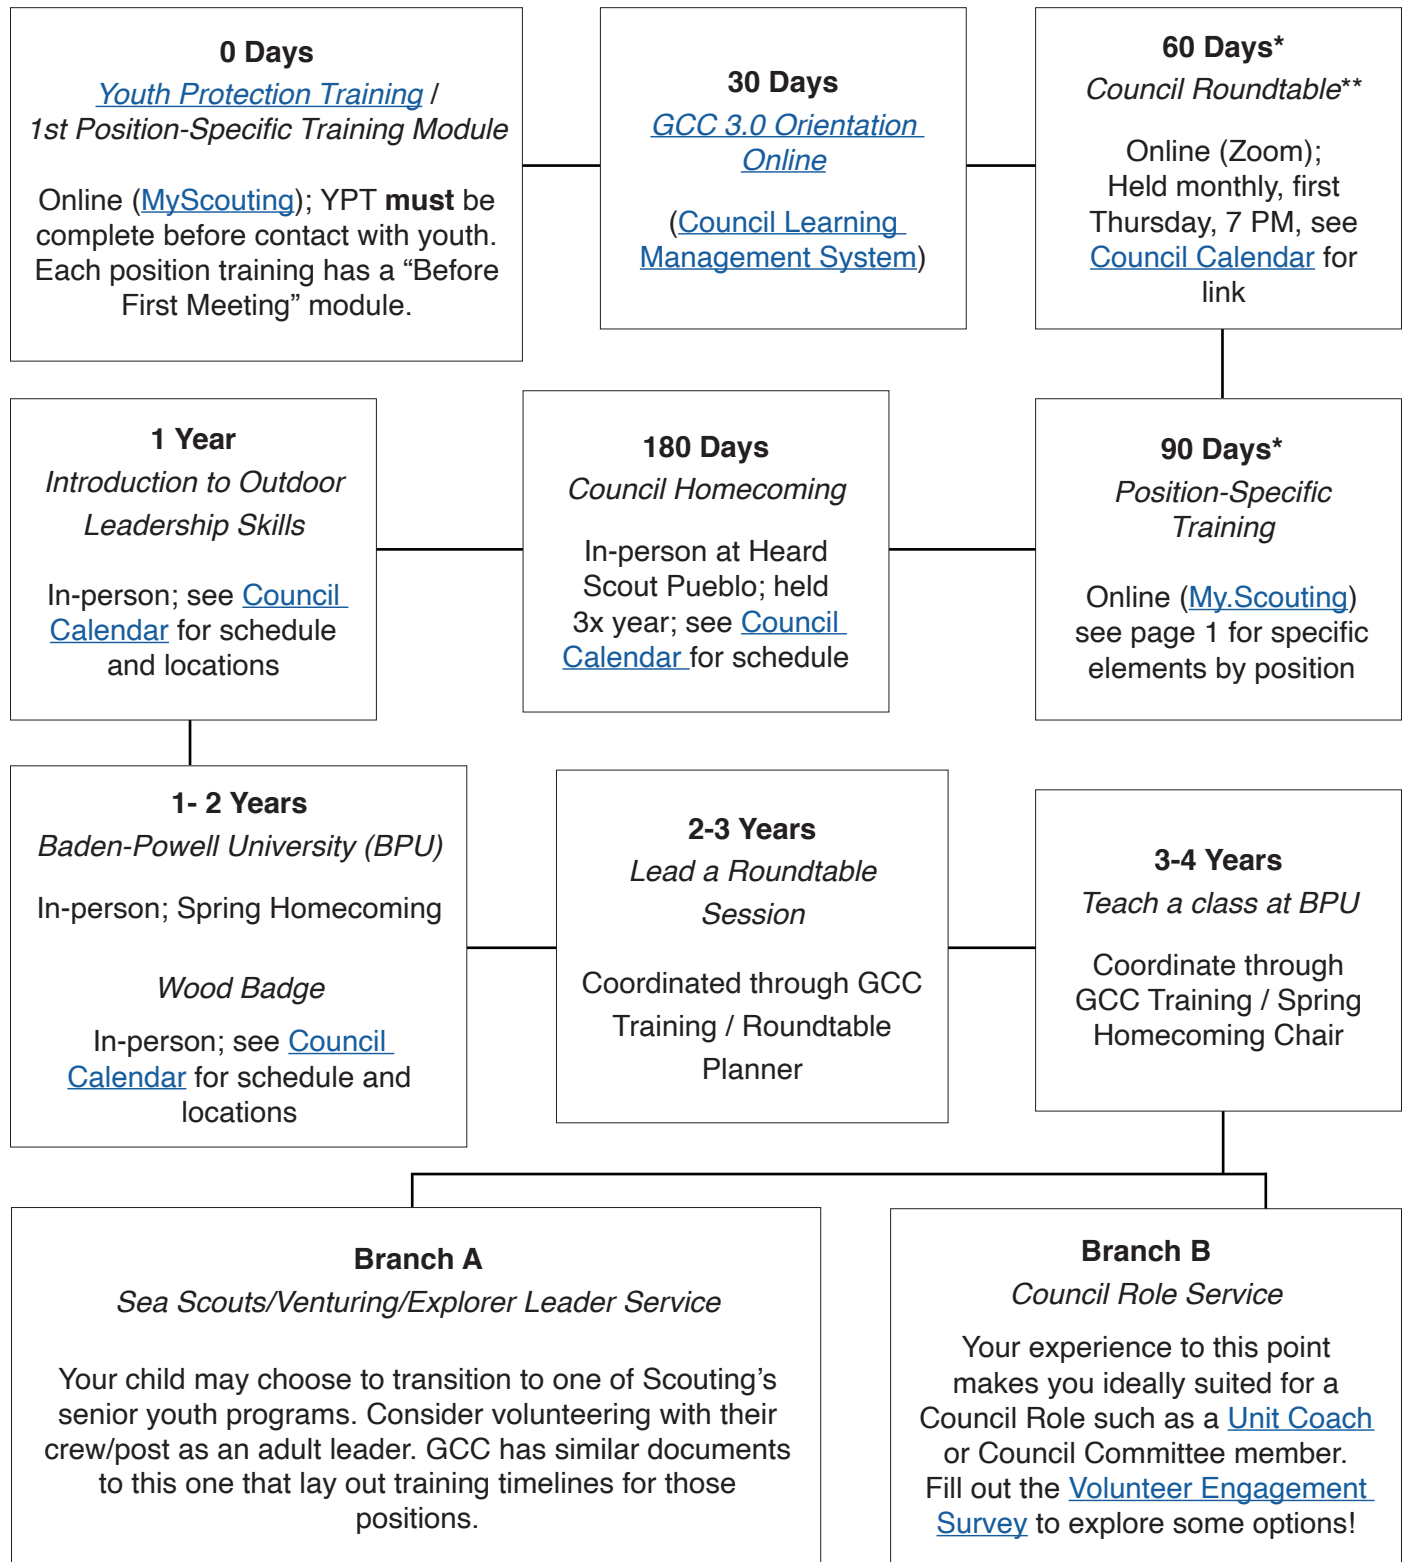 0 Days
Youth Protection Training /
1st Position-Specific Training Module
Online (MyScouting); YPT must be
complete before contact with youth.
Each position training has a “Before
First Meeting” module.
30 Days
GCC 3.0 Orientation
Online
(Council Learning
Management System)
60 Days*
Council Roundtable**
Online (Zoom);
Held monthly, first
Thursday, 7 PM, see
Council Calendar for
link
90 Days*
Position-Specific
Training
Online (My.Scouting)
see page 1 for specific
elements by position
180 Days
Council Homecoming
In-person at Heard
Scout Pueblo; held
3x year; see Council
Calendar for schedule
1 Year
Introduction to Outdoor
Leadership Skills
In-person; see Council
Calendar for schedule
and locations
1- 2 Years
Baden-Powell University (BPU)
In-person; Spring Homecoming
Wood Badge
In-person; see Council
Calendar for schedule and
locations
2-3 Years
Lead a Roundtable
Session
Coordinated through GCC
Training / Roundtable
Planner
3-4 Years
Teach a class at BPU
Coordinate through
GCC Training / Spring
Homecoming Chair
Branch A
Sea Scouts/Venturing/Explorer Leader Service
Your child may choose to transition to one of Scouting’s
senior youth programs. Consider volunteering with their
crew/post as an adult leader. GCC has similar documents
to this one that lay out training timelines for those
positions.
Branch B
Council Role Service
Your experience to this point
makes you ideally suited for a
Council Role such as a Unit Coach
or Council Committee member.
Fill out the Volunteer Engagement
Survey to explore some options!